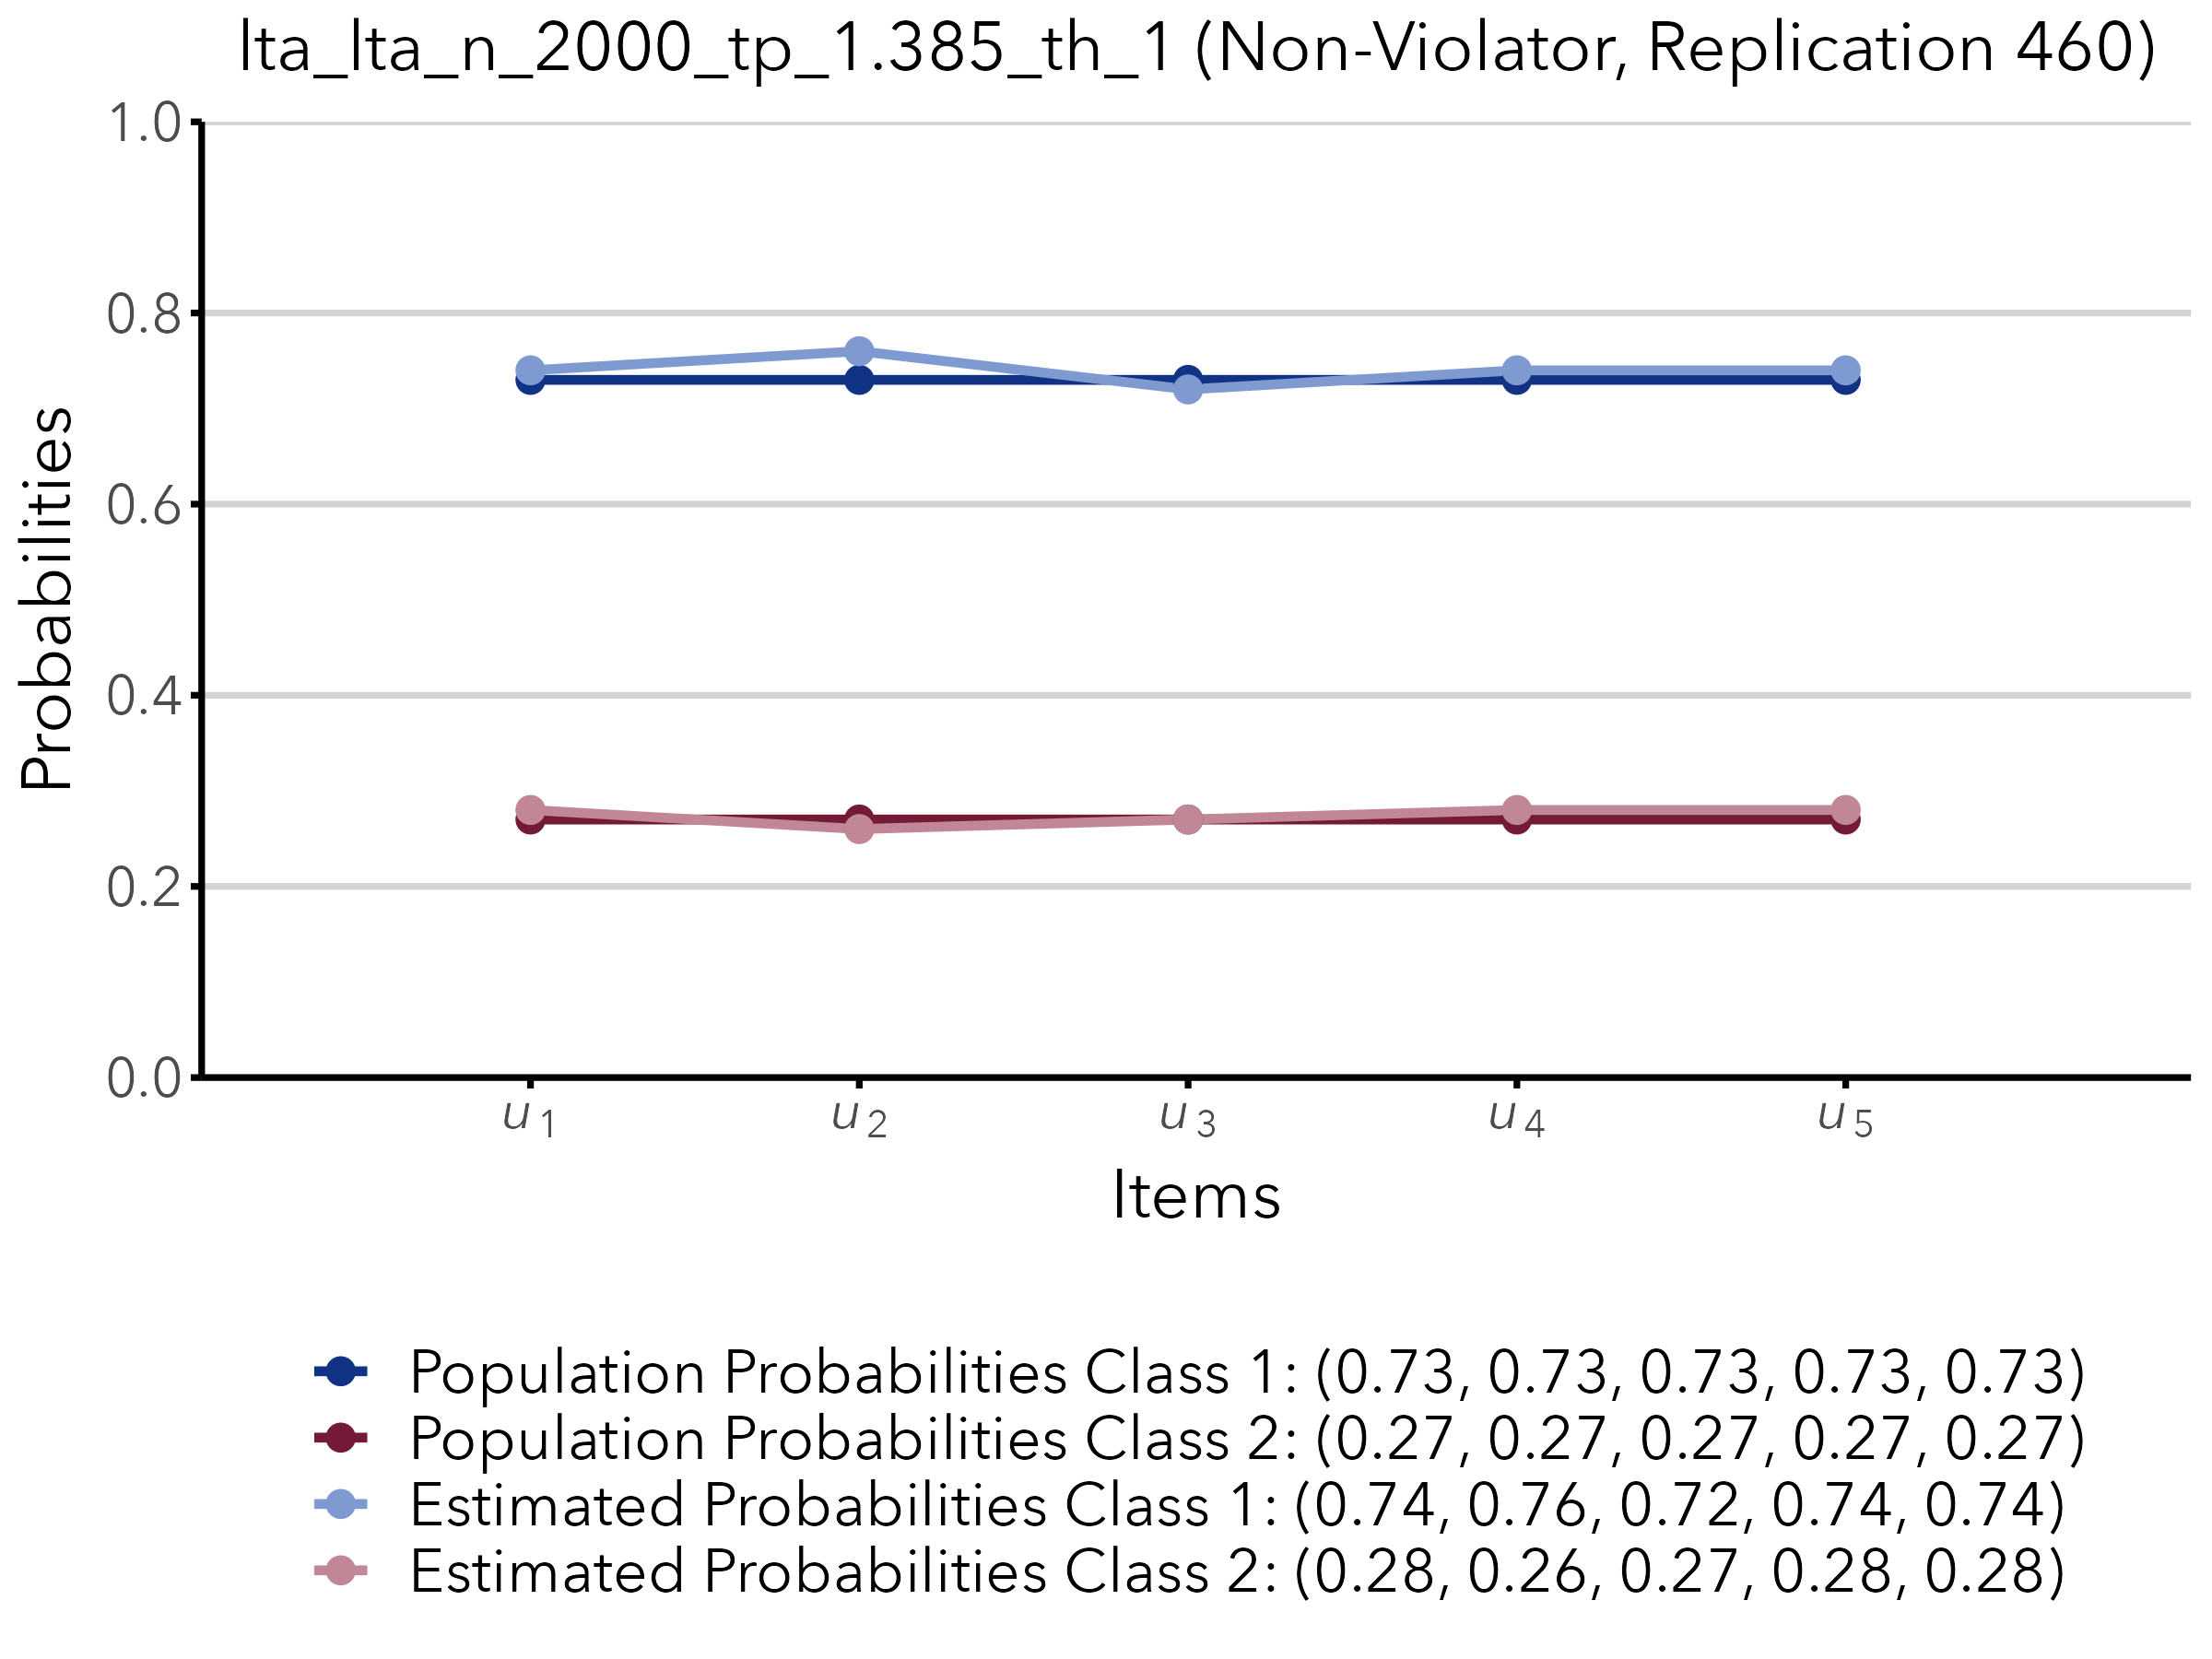 lta_lta_n_2000_tp_1.385_th_1 (Non-Violator, Replication 460)
1.0
0.8
0.6
0.4
0.2
0.0
Probabilities
u1
u2
u3
u4
u5
Items
Population Probabilities Class 1: (0.73, 0.73, 0.73, 0.73, 0.73)
Population Probabilities Class 2: (0.27, 0.27, 0.27, 0.27, 0.27)
Estimated Probabilities Class 1: (0.74, 0.76, 0.72, 0.74, 0.74)
Estimated Probabilities Class 2: (0.28, 0.26, 0.27, 0.28, 0.28)